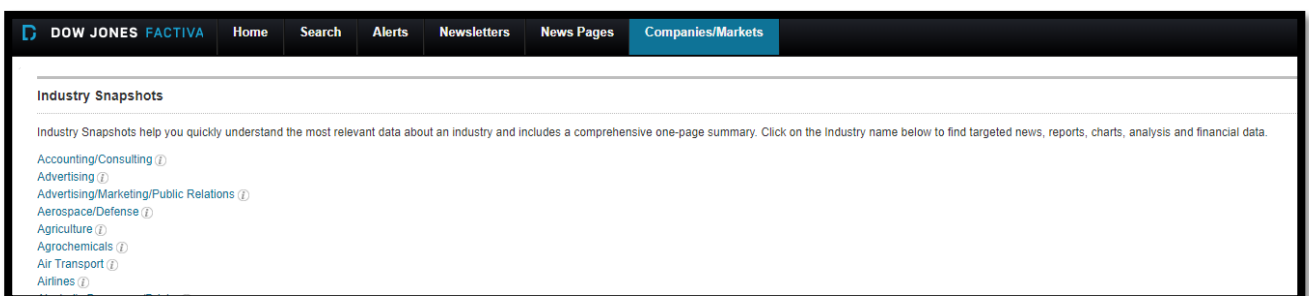 DOW JONES FACTIVA Home Search Alerts Newsletters News Pages Companies/Markets
Industry Snapshots
Industry Snapshots help you quickly understand the most relevant data about an industry and includes a comprehensive one-page summary. Click on the Industry name below to find targeted news, reports, charts, analysis and financial data.
Accounting/Consulting i
Advertising i
Advertising/Marketing/Public Relations i
Aerospace/Defense i
Agriculture i
Agrochemicals i
Air Transport i
Airlines i